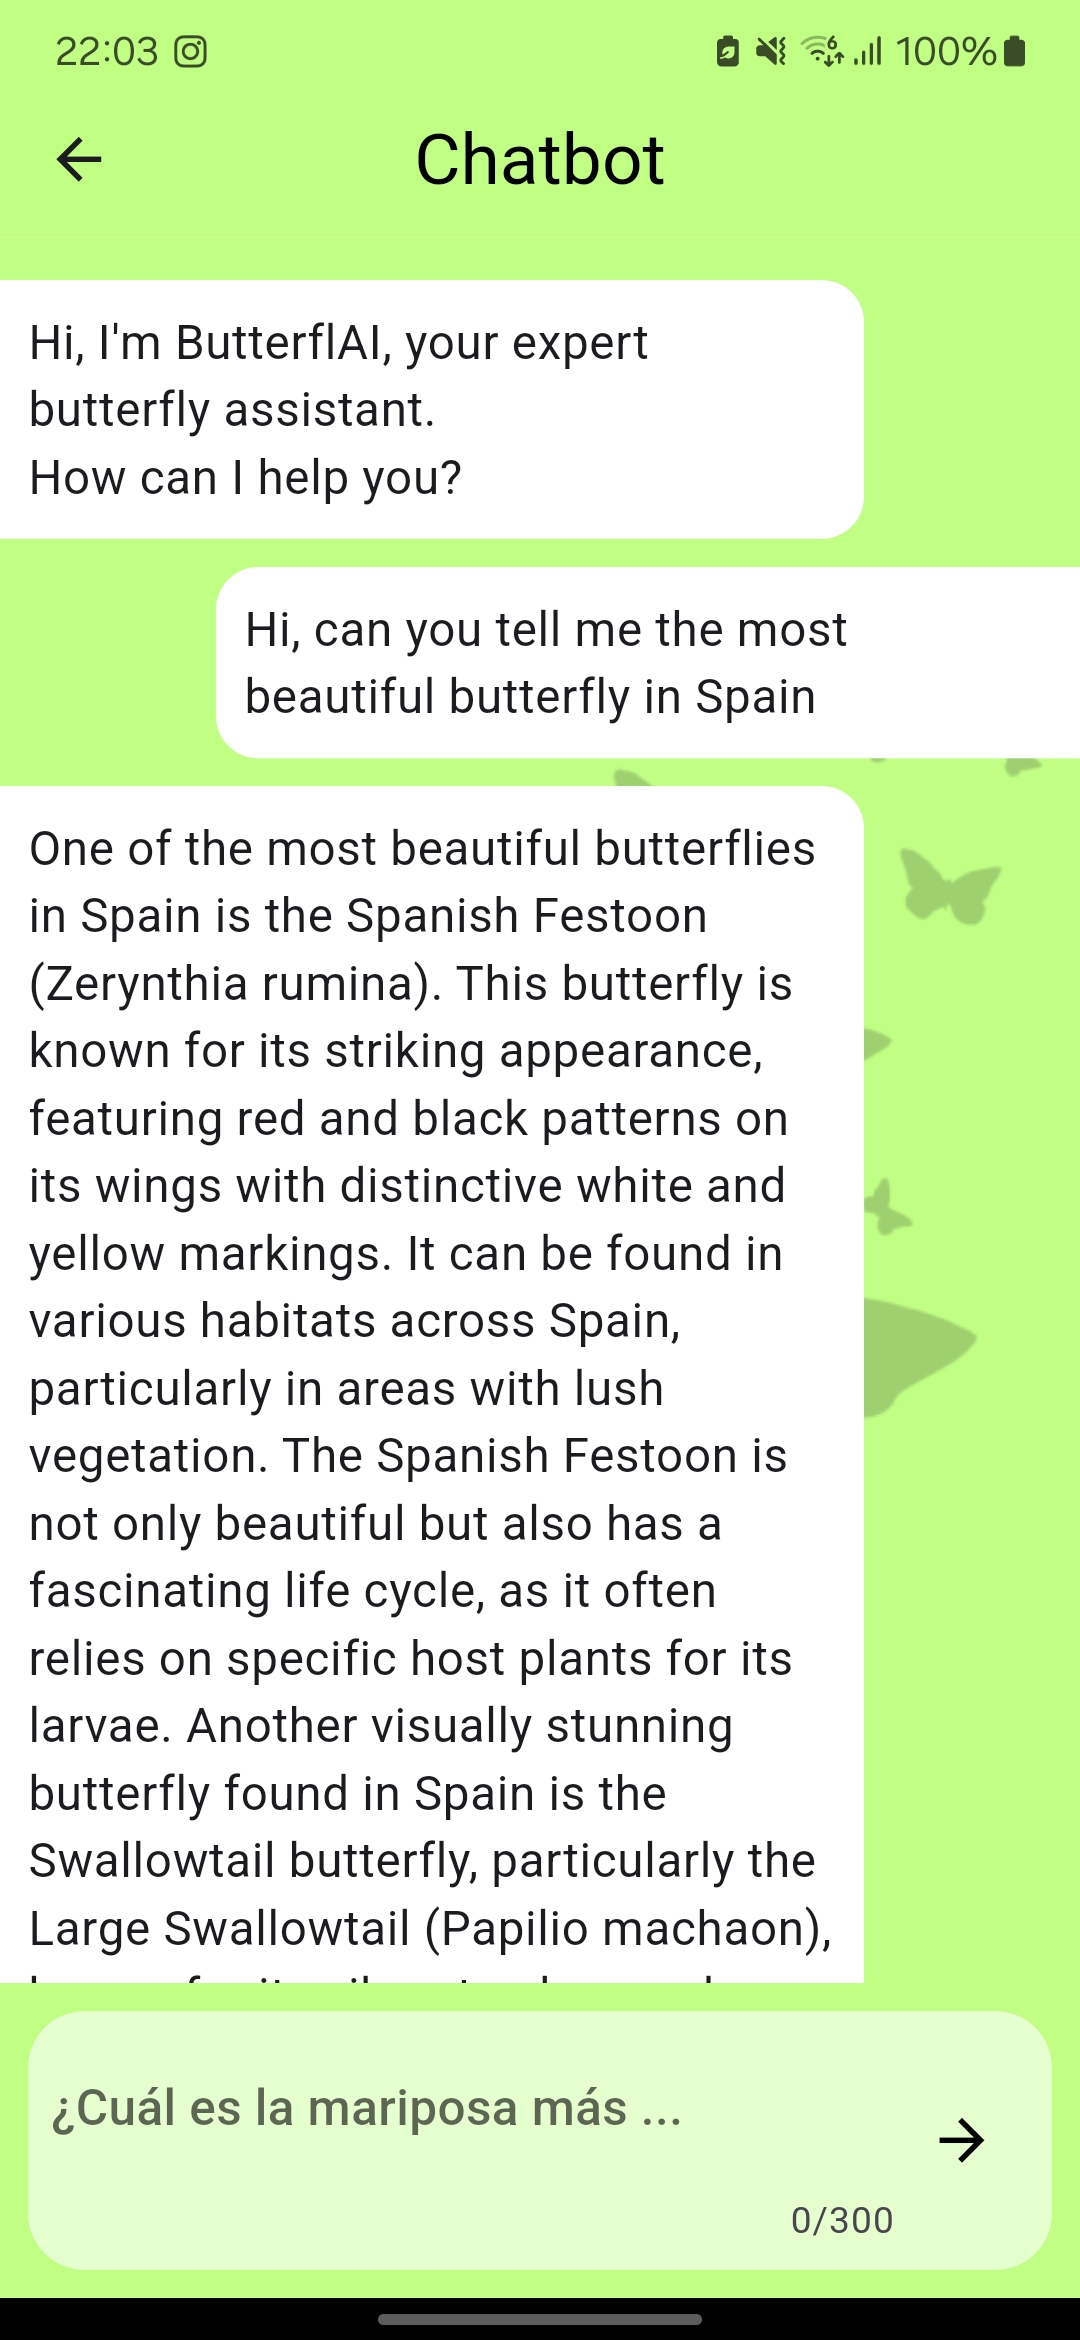 22:03
100%
Chatbot
Hi, I'm ButterflAI, your expert
butterfly assistant.
How can I help you?
Hi, can you tell me the most
beautiful butterfly in Spain
One of the most beautiful butterflies
in Spain is the Spanish Festoon
(Zerynthia rumina). This butterfly is
known for its striking appearance,
featuring red and black patterns on
its wings with distinctive white and
yellow markings. It can be found in
various habitats across Spain,
particularly in areas with lush
vegetation. The Spanish Festoon is
not only beautiful but also has a
fascinating life cycle, as it often
relies on specific host plants for its
larvae. Another visually stunning
butterfly found in Spain is the
Swallowtail butterfly, particularly the
Large Swallowtail (Papilio machaon),
¿Cuál es la mariposa más ...
0/300